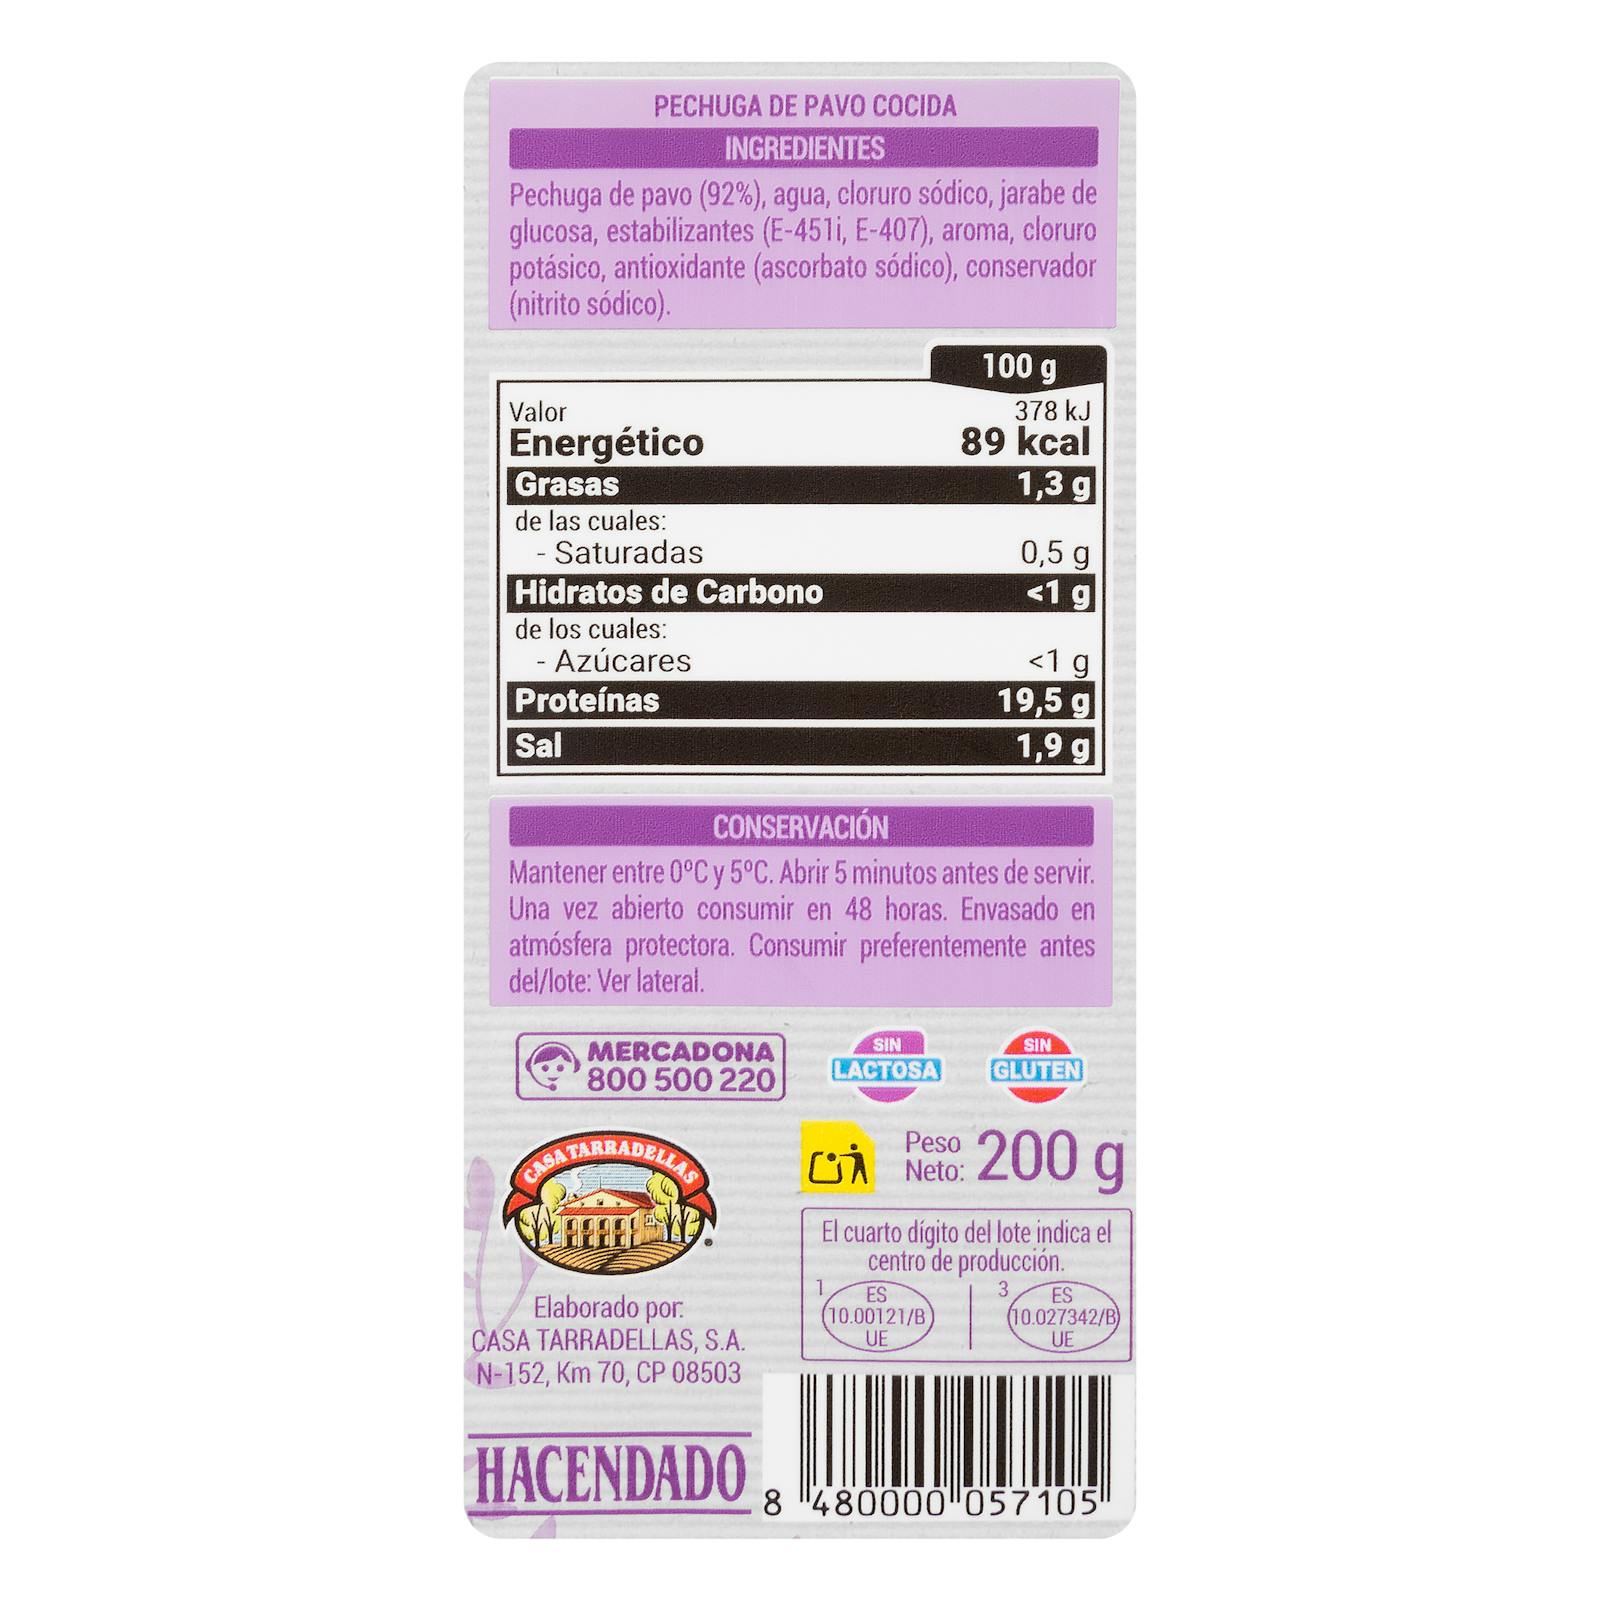 PECHUGA DE PAVO COCIDA
INGREDIENTES
Pechuga de pavo (92%), agua, cloruro sódico, jarabe de
glucosa, estabilizantes (E-451i, E-407), aroma, cloruro
potásico, antioxidante (ascorbato sódico), conservador
(nitrito sódico).
100 g
Valor 378 kJ
Energético 89 kcal
Grasas 1,3 g
de las cuales:
- Saturadas 0,5 g
Hidratos de Carbono <1 g
de los cuales:
- Azúcares <1 g
Proteínas 19,5 g
Sal 1,9 g
CONSERVACIÓN
Mantener entre 0ºC y 5ºC. Abrir 5 minutos antes de servir.
Una vez abierto consumir en 48 horas. Envasado en
atmósfera protectora. Consumir preferentemente antes
del/lote: Ver lateral.
MERCADONA
800 500 220
SIN
LACTOSA
SIN
GLUTEN
CASA TARRADELLAS
Peso
Neto: 200 g
El cuarto dígito del lote indica el
centro de producción.
1
ES
10.00121/B
UE
3
ES
10.027342/B
UE
Elaborado por:
CASA TARRADELLAS, S.A.
N-152, Km 70, CP 08503
HACENDADO
8 480000 057105